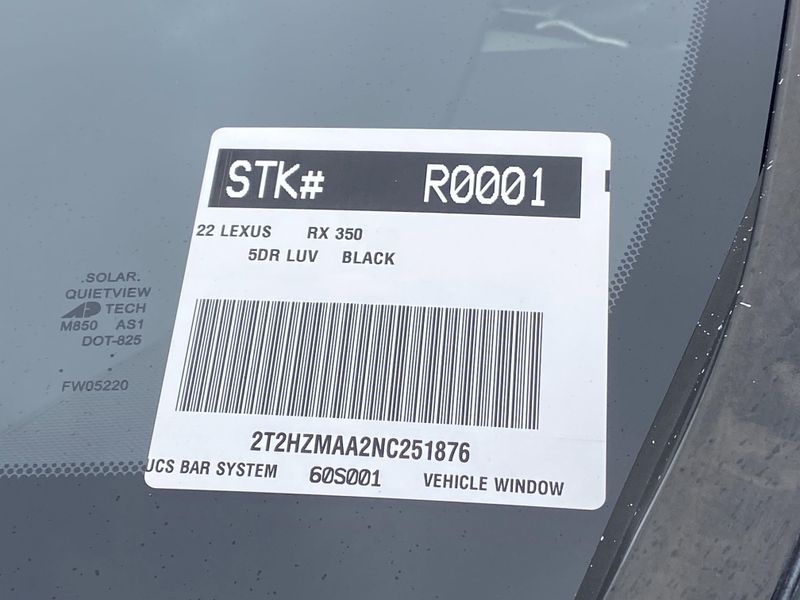 STK# R0001
22 LEXUS RX 350
5DR LUV BLACK
2T2HZMAA2NC251876
UCS BAR SYSTEM 60S001 VEHICLE WINDOW
SOLAR.
QUIETVIEW
TECH
M850 AS1
DOT-825
FW05220